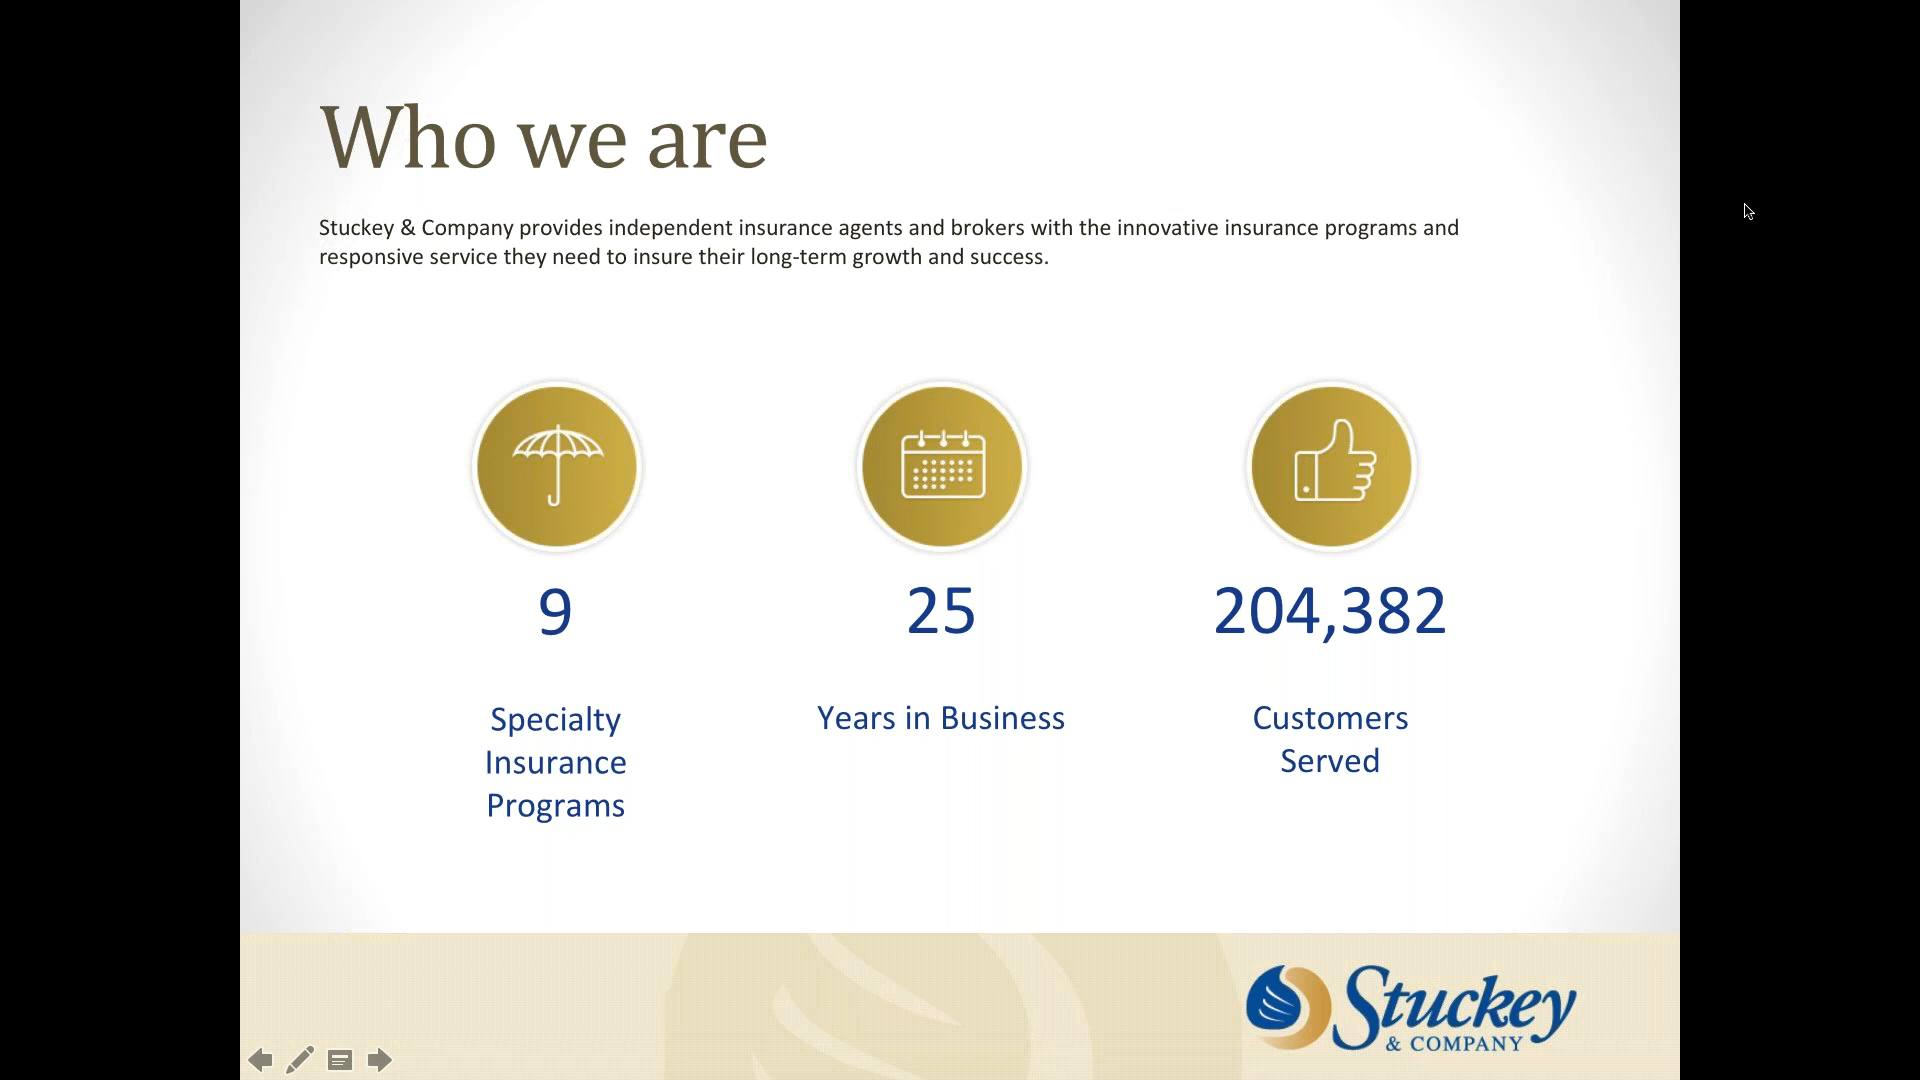 Who we are
Stuckey & Company provides independent insurance agents and brokers with the innovative insurance programs and
responsive service they need to insure their long-term growth and success.
9
Specialty
Insurance
Programs
25
Years in Business
204,382
Customers
Served
Stuckey
& COMPANY